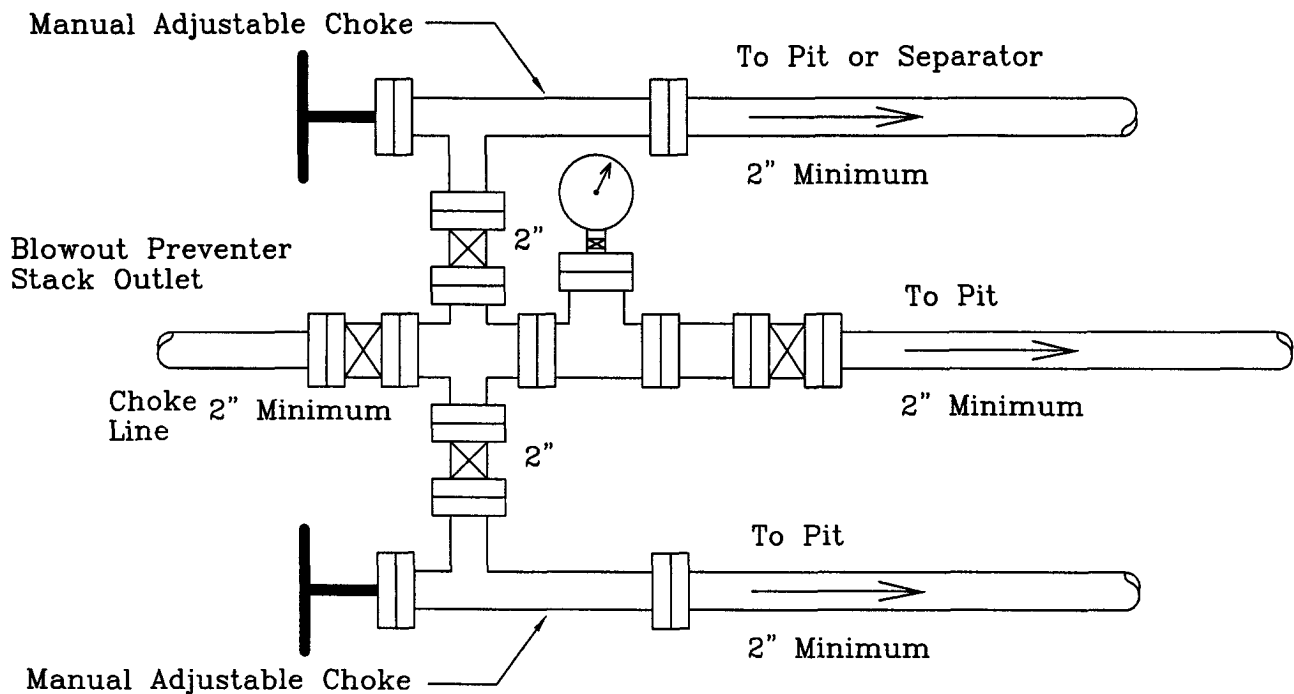 Manual Adjustable Choke
To Pit or Separator
2" Minimum
2"
Blowout Preventer
Stack Outlet
To Pit
Choke
Line
2" Minimum
2" Minimum
2"
To Pit
2" Minimum
Manual Adjustable Choke